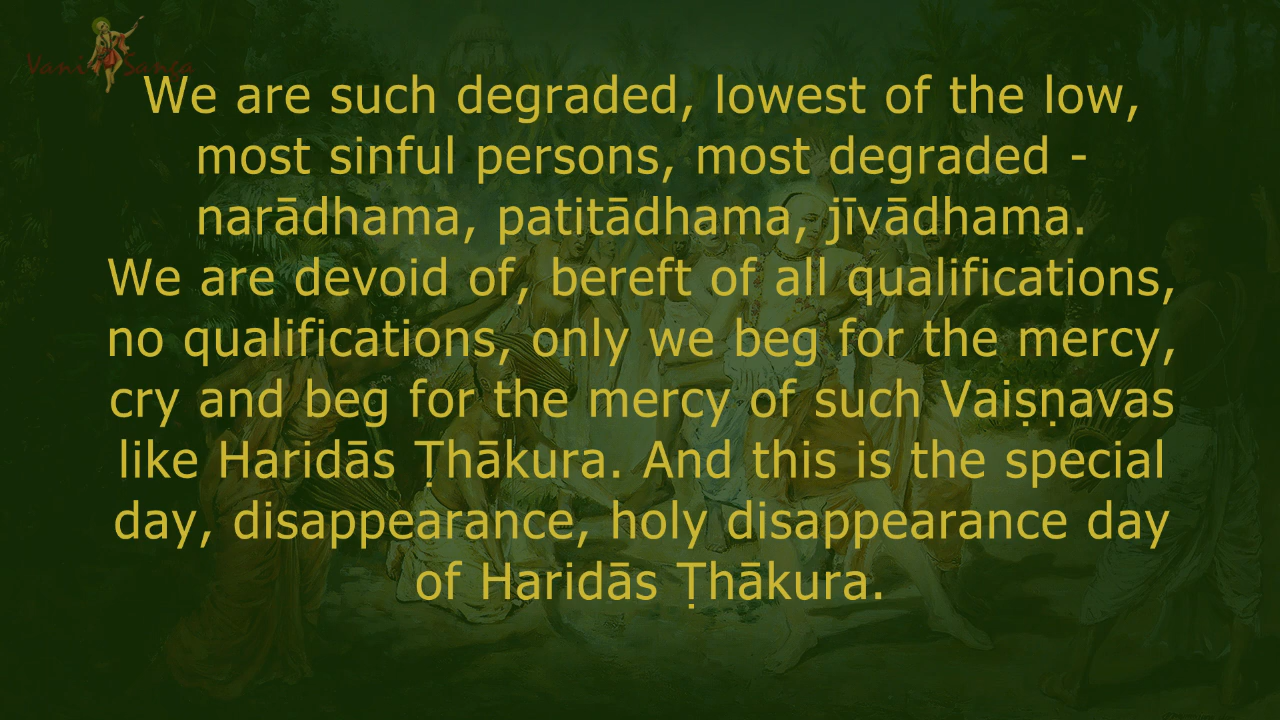 Vani Sania
We are such degraded, lowest of the low,
most sinful persons, most degraded -
narādhama, patitādhama, jīvādhama.
We are devoid of, bereft of all qualifications,
no qualifications, only we beg for the mercy,
cry and beg for the mercy of such Vaiṣṇavas
like Haridās Ṭhākura. And this is the special
day, disappearance, holy disappearance day
of Haridās Ṭhākura.